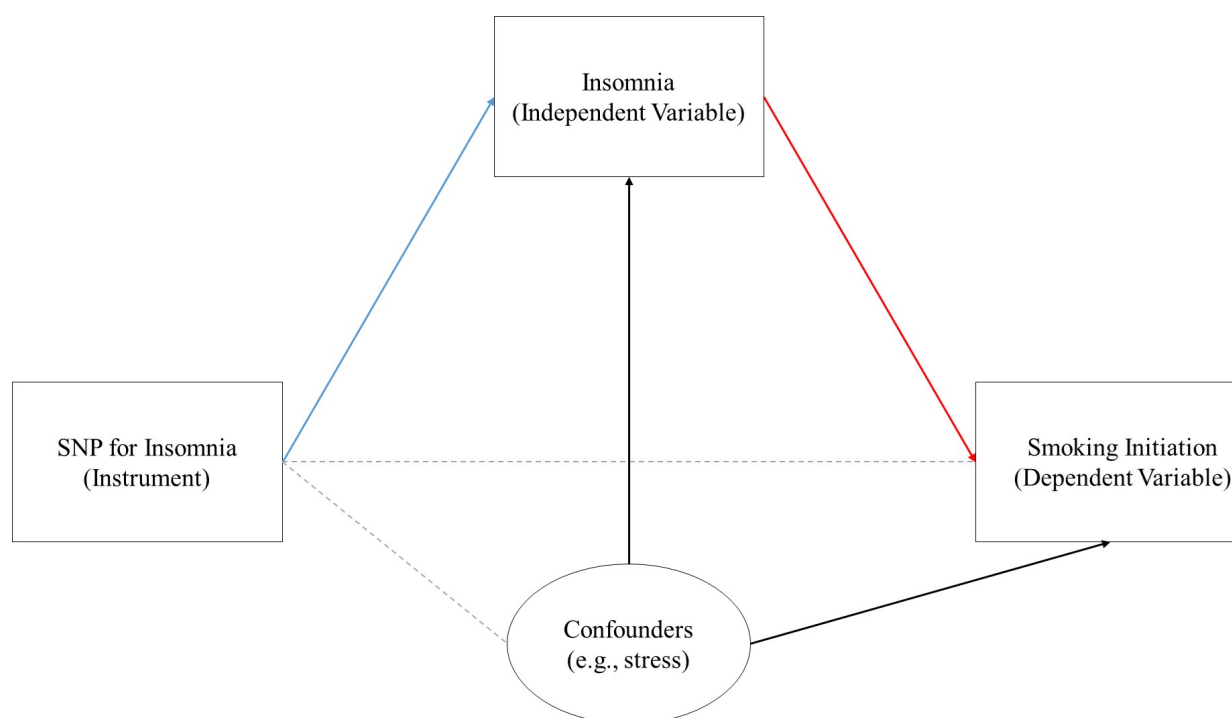 Insomnia
(Independent Variable)
SNP for Insomnia
(Instrument)
Smoking Initiation
(Dependent Variable)
Confounders
(e.g., stress)